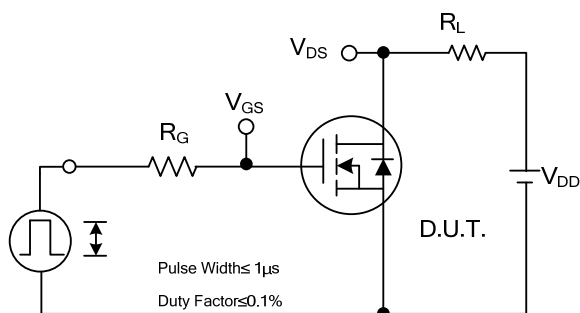 RL
VDS
VGS
RG
VDD
D.U.T.
Pulse Width≤ 1μs
Duty Factor≤0.1%